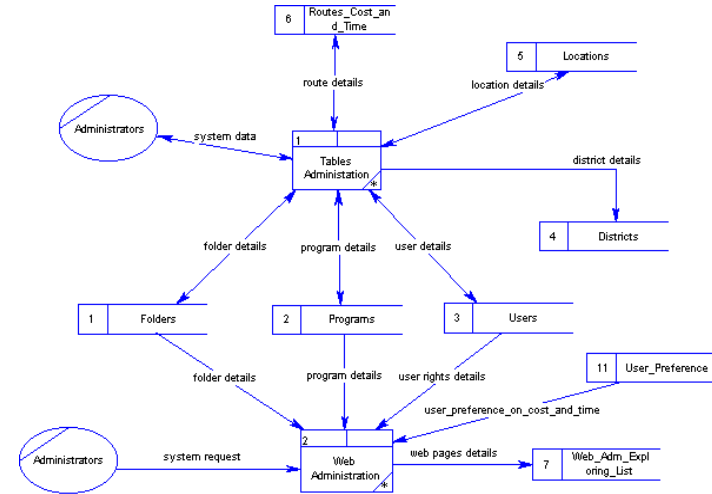 6
Routes_Cost_an
d_Time
5
Locations
route details
location details
Administrators
system data
1
Tables
Administation
*
district details
4
Districts
folder details
program details
user details
1
Folders
2
Programs
3
Users
11
User_Preference
folder details
program details
user rights details
user_preference_on_cost_and_time
Administrators
system request
2
Web
Administration
*
web pages details
7
Web_Adm_Expl
oring_List